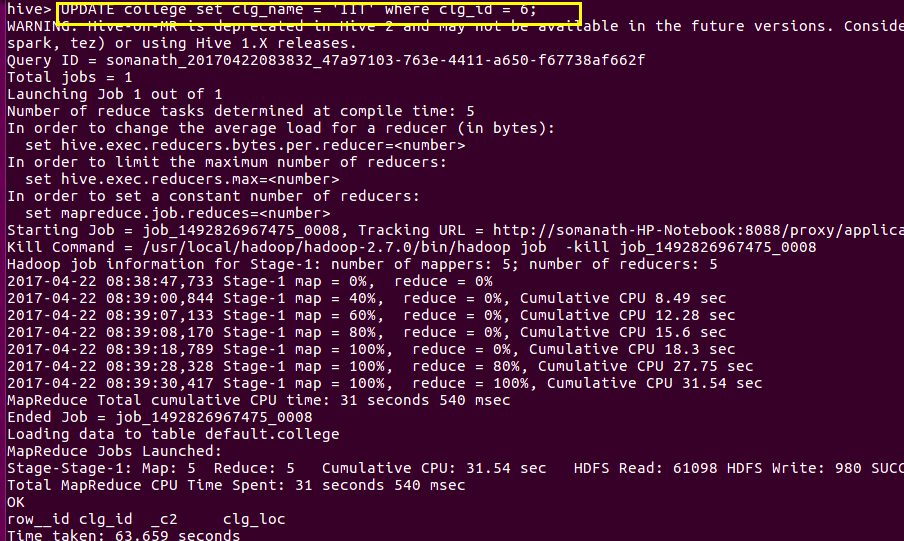 hive> UPDATE college set clg_name = 'IIT' where clg_id = 6;
WARNING: Hive-on-MR is deprecated in Hive 2 and may not be available in the future versions. Conside
spark, tez) or using Hive 1.X releases.
Query ID = somanath_20170422083832_47a97103-763e-4411-a650-f67738af662f
Total jobs = 1
Launching Job 1 out of 1
Number of reduce tasks determined at compile time: 5
In order to change the average load for a reducer (in bytes):
  set hive.exec.reducers.bytes.per.reducer=<number>
In order to limit the maximum number of reducers:
  set hive.exec.reducers.max=<number>
In order to set a constant number of reducers:
  set mapreduce.job.reduces=<number>
Starting Job = job_1492826967475_0008, Tracking URL = http://somanath-HP-Notebook:8088/proxy/applica
Kill Command = /usr/local/hadoop/hadoop-2.7.0/bin/hadoop job  -kill job_1492826967475_0008
Hadoop job information for Stage-1: number of mappers: 5; number of reducers: 5
2017-04-22 08:38:47,733 Stage-1 map = 0%,  reduce = 0%
2017-04-22 08:39:00,844 Stage-1 map = 40%,  reduce = 0%, Cumulative CPU 8.49 sec
2017-04-22 08:39:07,133 Stage-1 map = 60%,  reduce = 0%, Cumulative CPU 12.28 sec
2017-04-22 08:39:08,170 Stage-1 map = 80%,  reduce = 0%, Cumulative CPU 15.6 sec
2017-04-22 08:39:18,789 Stage-1 map = 100%,  reduce = 0%, Cumulative CPU 18.3 sec
2017-04-22 08:39:28,328 Stage-1 map = 100%,  reduce = 80%, Cumulative CPU 27.75 sec
2017-04-22 08:39:30,417 Stage-1 map = 100%,  reduce = 100%, Cumulative CPU 31.54 sec
MapReduce Total cumulative CPU time: 31 seconds 540 msec
Ended Job = job_1492826967475_0008
Loading data to table default.college
MapReduce Jobs Launched:
Stage-Stage-1: Map: 5  Reduce: 5   Cumulative CPU: 31.54 sec   HDFS Read: 61098 HDFS Write: 980 SUCC
Total MapReduce CPU Time Spent: 31 seconds 540 msec
OK
row__id clg_id  _c2     clg_loc
Time taken: 63.659 seconds